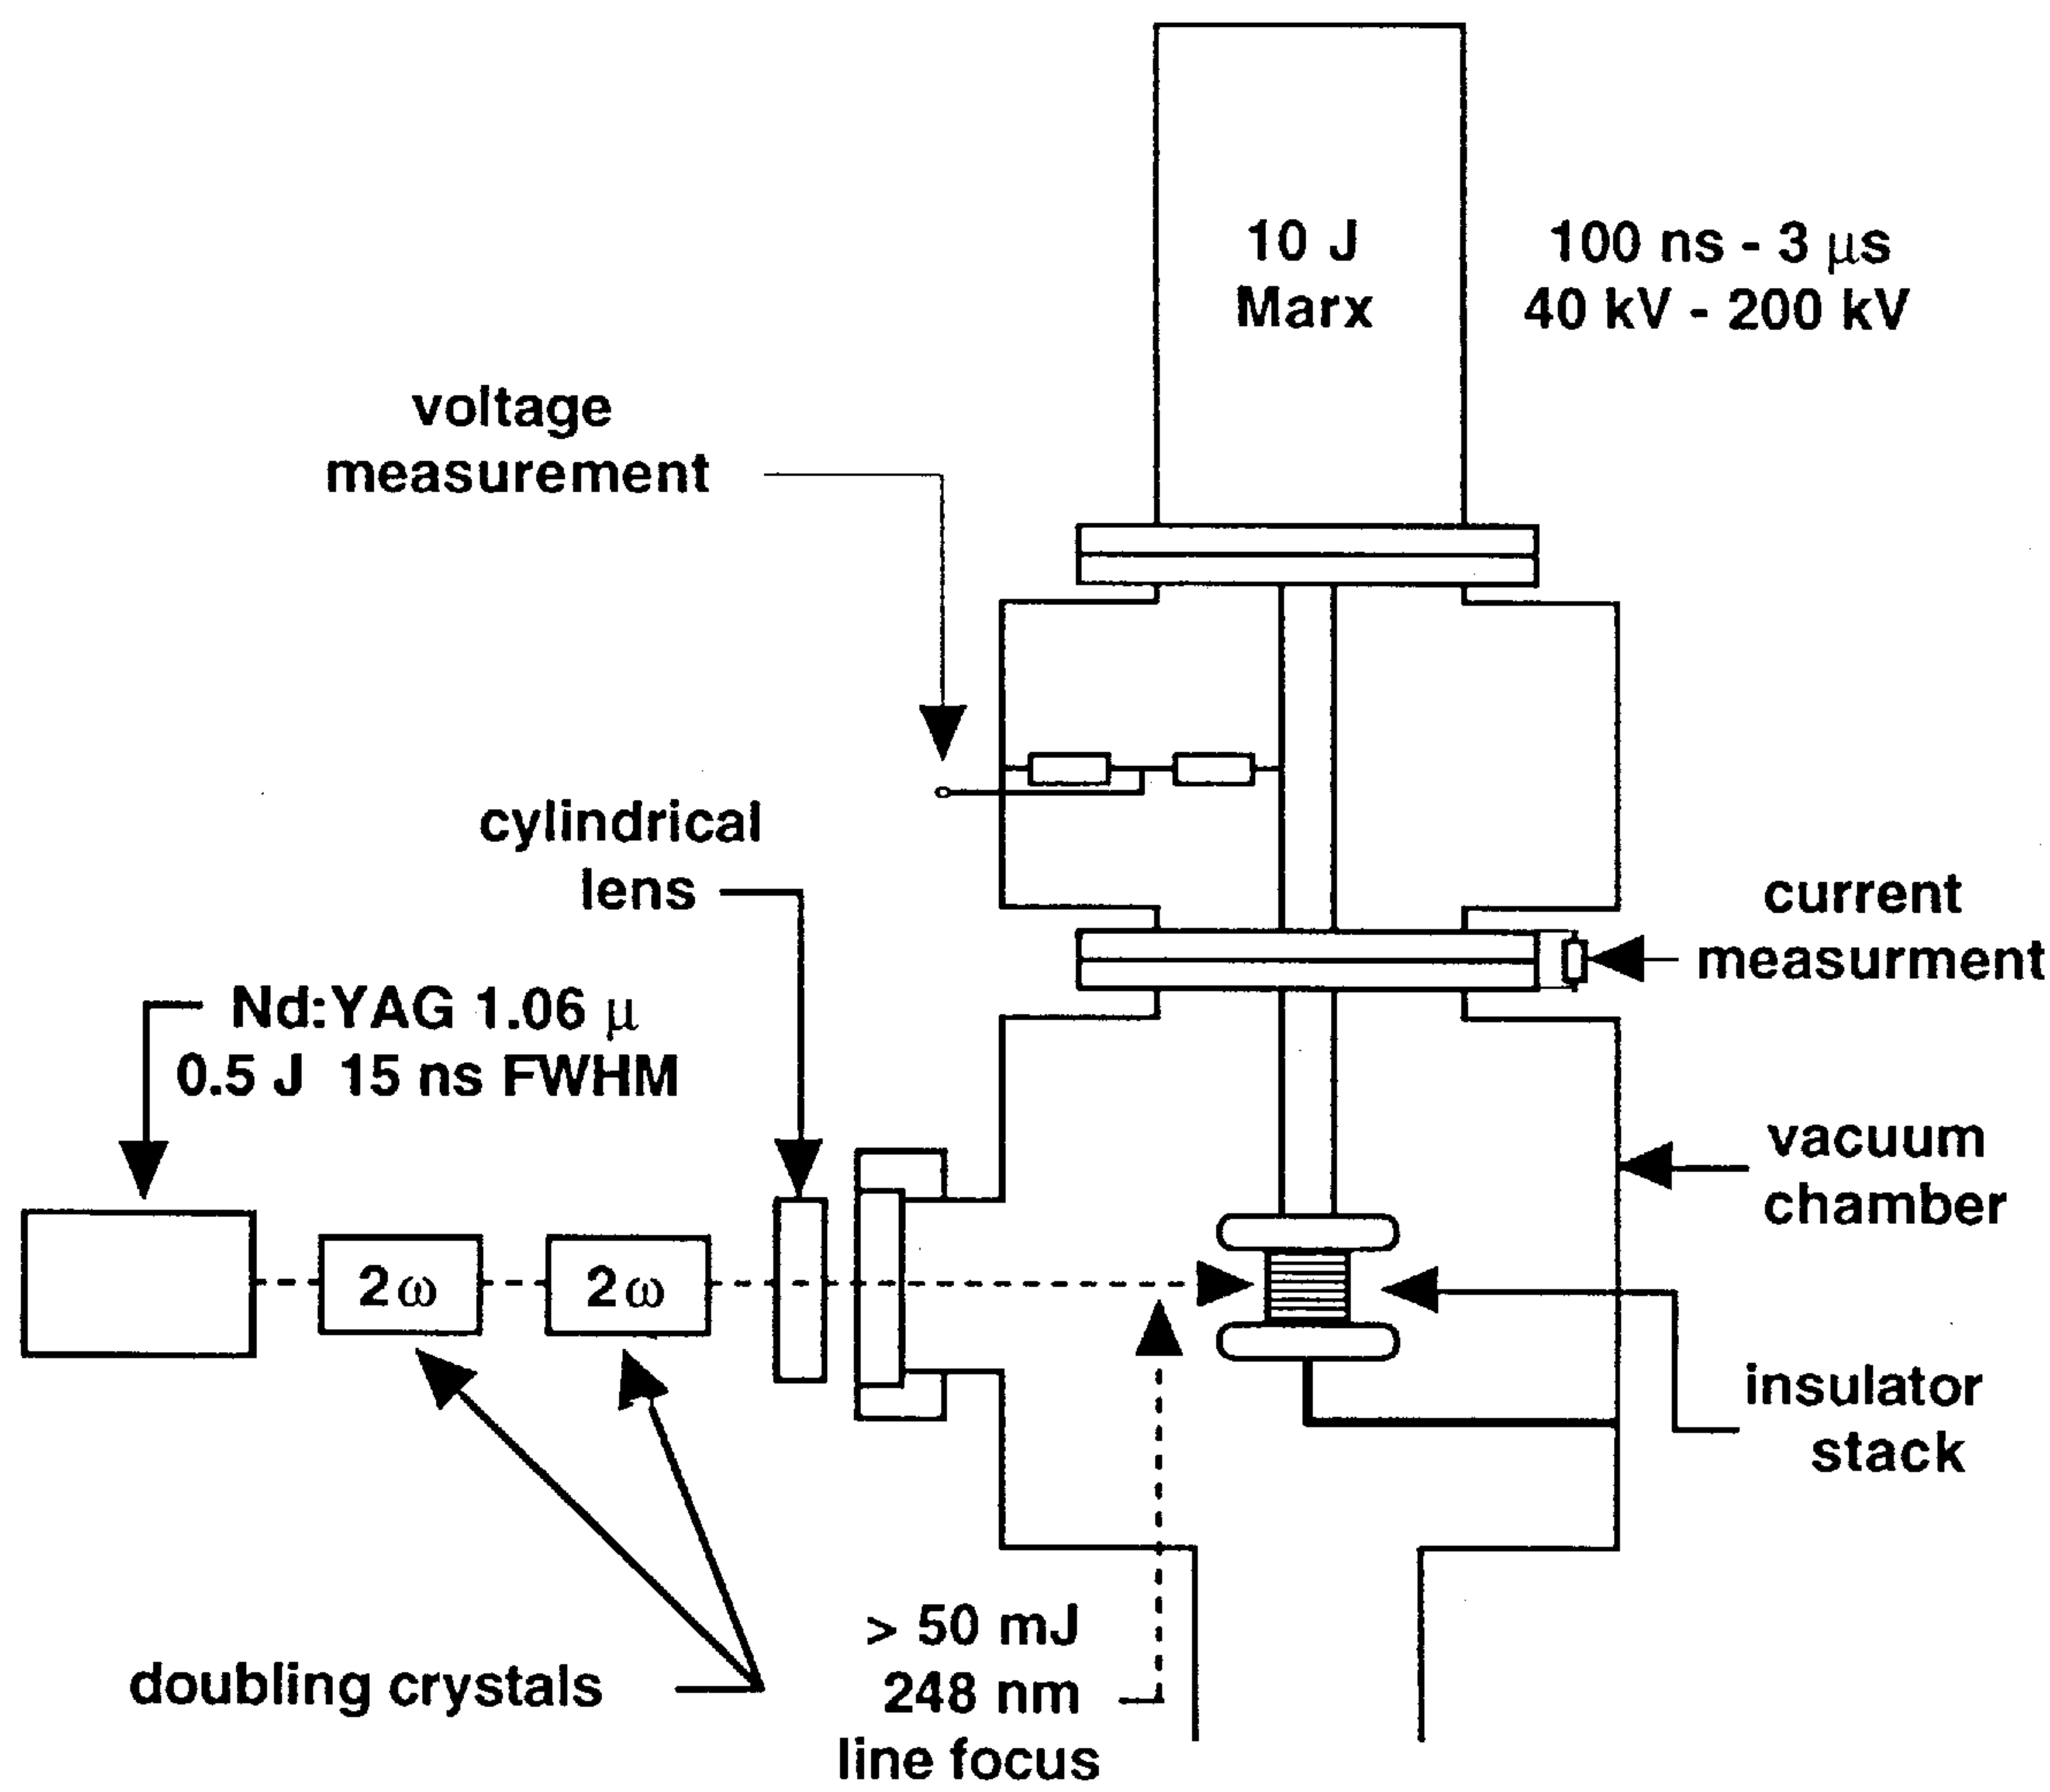 10 J
Marx
100 ns - 3 μs
40 kV - 200 kV
voltage
measurement
cylindrical
lens
current
measurment
Nd:YAG 1.06 μ
0.5 J 15 ns FWHM
vacuum
chamber
2ω
2ω
insulator
stack
> 50 mJ
248 nm
line focus
doubling crystals